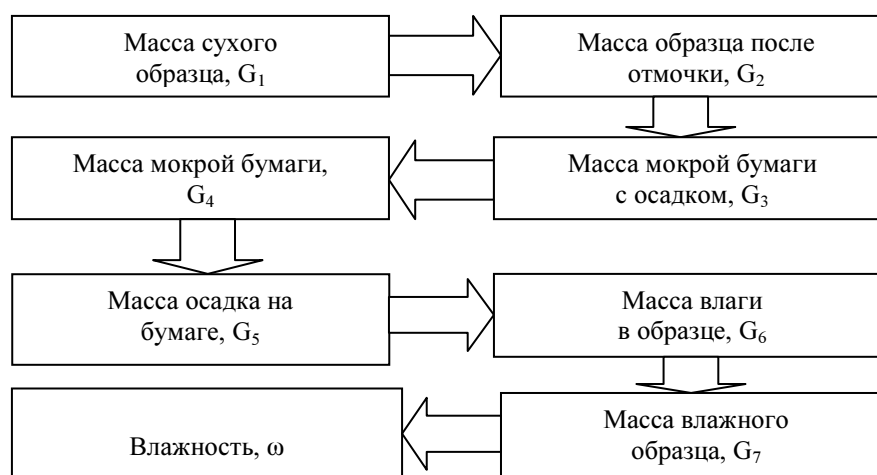 Масса сухого
образца, G₁
Масса образца после
отмочки, G₂
Масса мокрой бумаги
с осадком, G₃
Масса мокрой бумаги,
G₄
Масса осадка на
бумаге, G₅
Масса влаги
в образце, G₆
Масса влажного
образца, G₇
Влажность, ω